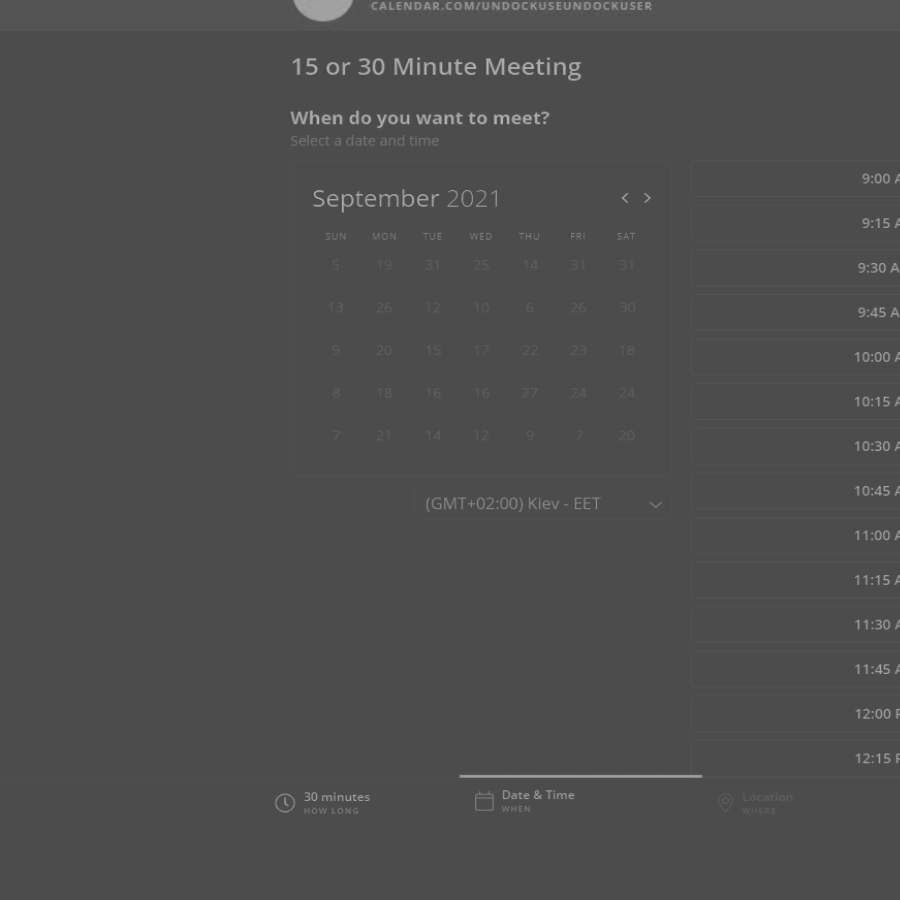 CALENDAR.COM/UNDOCKUSEUNDOCKUSER
15 or 30 Minute Meeting
When do you want to meet?
Select a date and time
September 2021
SUN MON TUE WED THU FRI SAT
5 19 31 25 14 31 31
13 26 12 10 6 26 30
9 20 15 17 22 23 18
8 18 16 16 27 24 24
7 21 14 12 9 7 20
(GMT+02:00) Kiev - EET
9:00 A
9:15 A
9:30 A
9:45 A
10:00 A
10:15 A
10:30 A
10:45 A
11:00 A
11:15 A
11:30 A
11:45 A
12:00 P
12:15 P
30 minutes
HOW LONG
Date & Time
WHEN
Location
WHERE